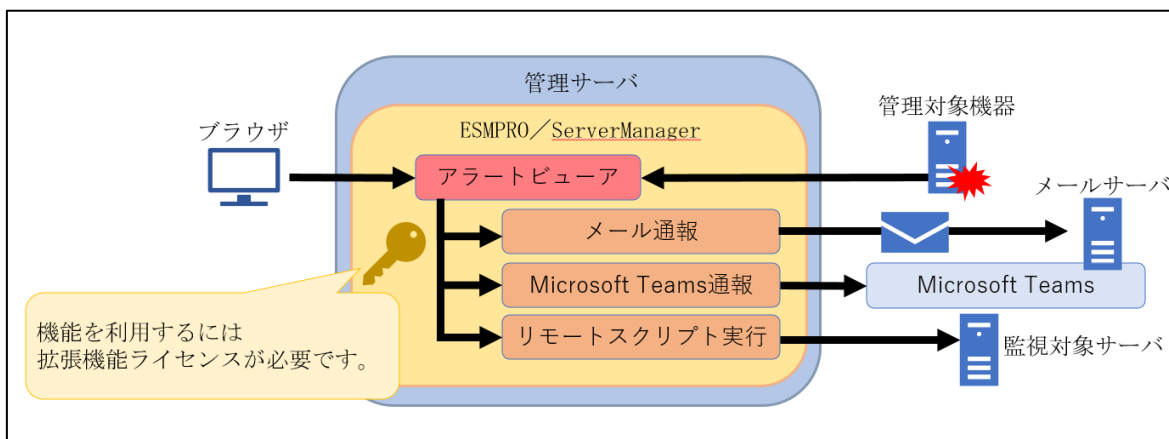 管理サーバ
ESMPRO／ServerManager
ブラウザ
管理対象機器
アラートビューア
メールサーバ
メール通報
Microsoft Teams通報
Microsoft Teams
リモートスクリプト実行
監視対象サーバ
機能を利用するには
拡張機能ライセンスが必要です。